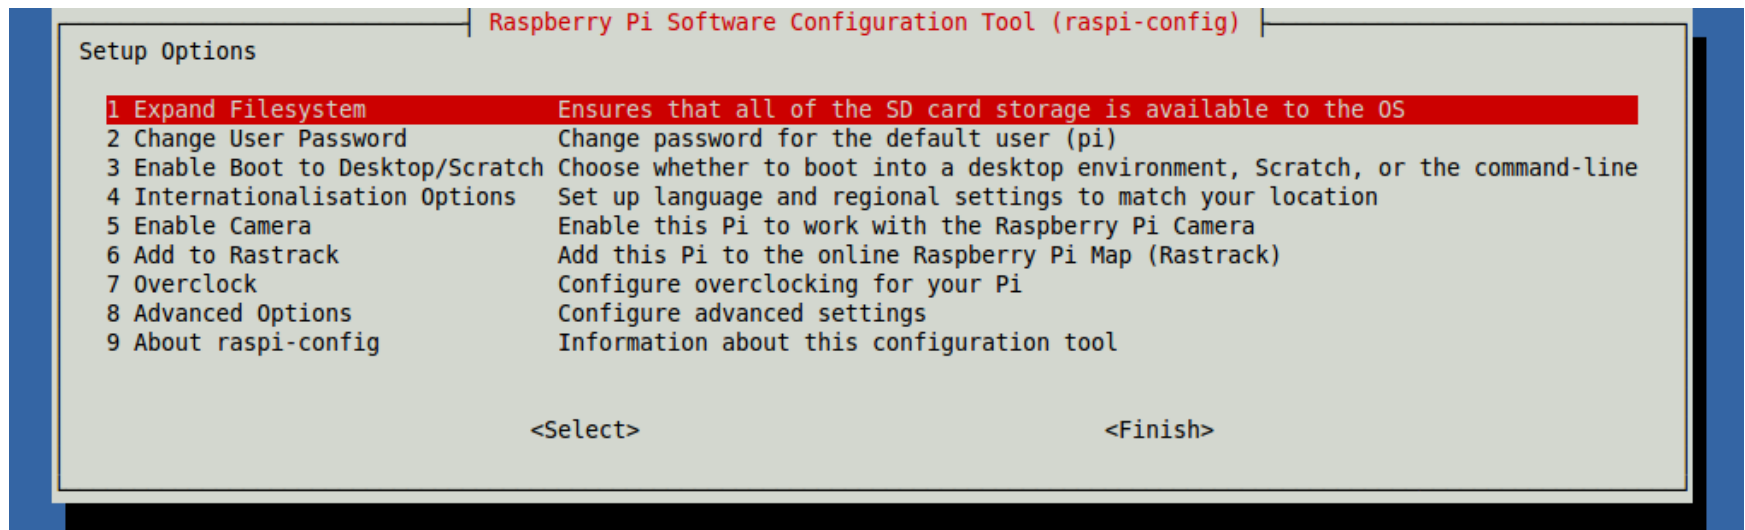 Raspberry Pi Software Configuration Tool (raspi-config)
Setup Options
1 Expand Filesystem Ensures that all of the SD card storage is available to the OS
2 Change User Password Change password for the default user (pi)
3 Enable Boot to Desktop/Scratch Choose whether to boot into a desktop environment, Scratch, or the command-line
4 Internationalisation Options Set up language and regional settings to match your location
5 Enable Camera Enable this Pi to work with the Raspberry Pi Camera
6 Add to Rastrack Add this Pi to the online Raspberry Pi Map (Rastrack)
7 Overclock Configure overclocking for your Pi
8 Advanced Options Configure advanced settings
9 About raspi-config Information about this configuration tool
<Select> <Finish>